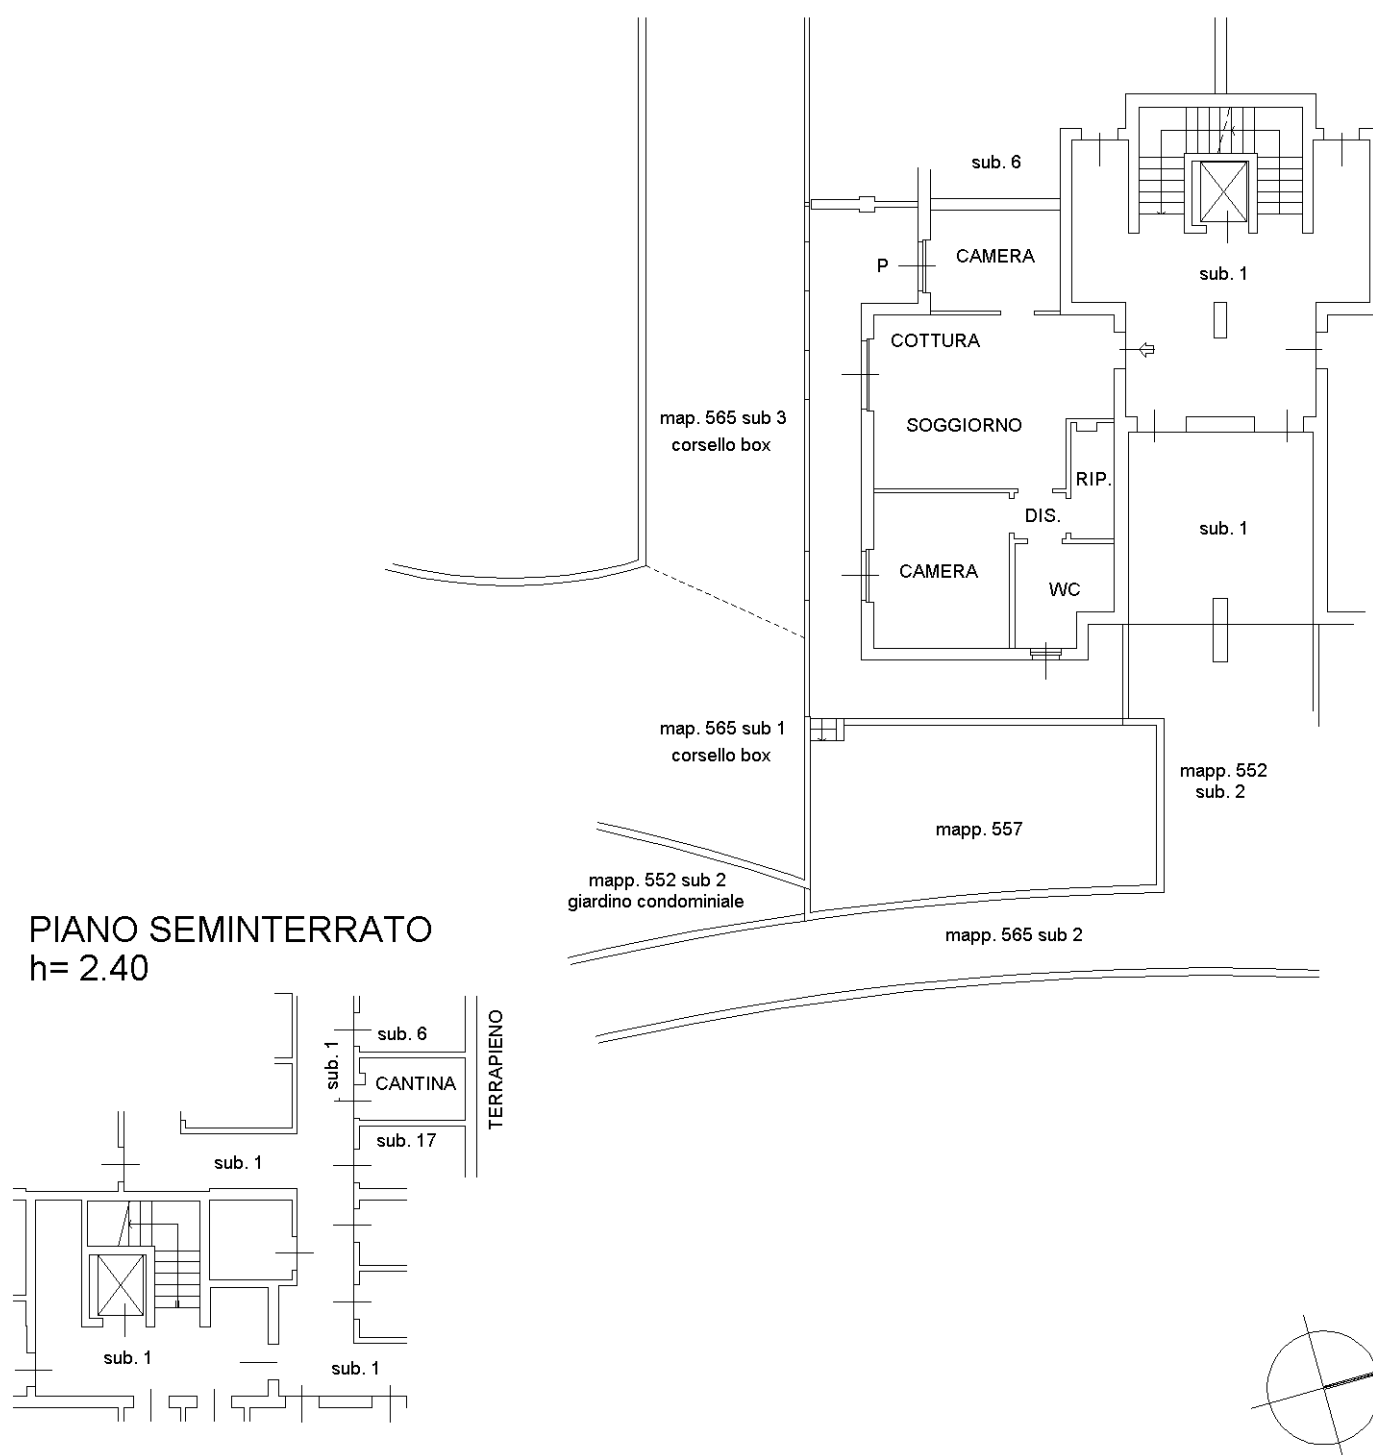 sub. 6
P
CAMERA
sub. 1
COTTURA
map. 565 sub 3
corsello box
SOGGIORNO
RIP.
DIS.
sub. 1
CAMERA
WC
map. 565 sub 1
corsello box
mapp. 552
sub. 2
mapp. 557
mapp. 552 sub 2
giardino condominiale
mapp. 565 sub 2
PIANO SEMINTERRATO
h= 2.40
sub. 6
sub. 1
CANTINA
TERRAPIENO
sub. 17
sub. 1
sub. 1
sub. 1